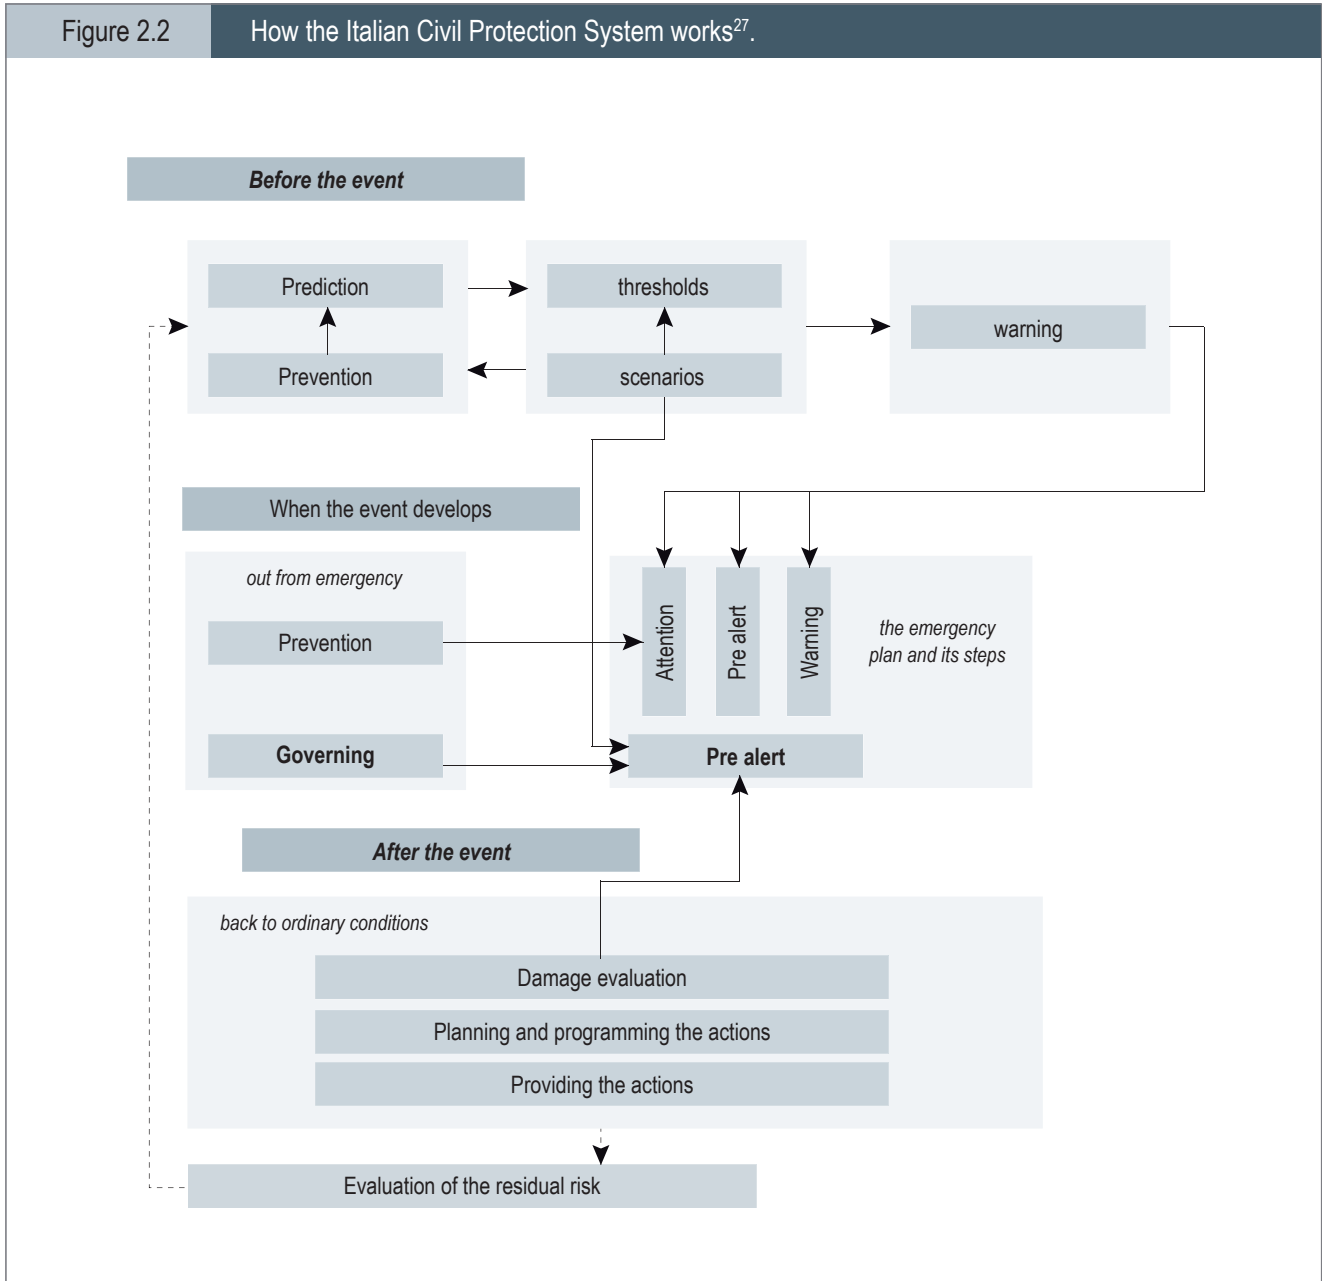 Figure 2.2
How the Italian Civil Protection System works27.
Before the event
Prediction
thresholds
warning
Prevention
scenarios
When the event develops
out from emergency
Prevention
Attention
Pre alert
Warning
the emergency
plan and its steps
Governing
Pre alert
After the event
back to ordinary conditions
Damage evaluation
Planning and programming the actions
Providing the actions
Evaluation of the residual risk